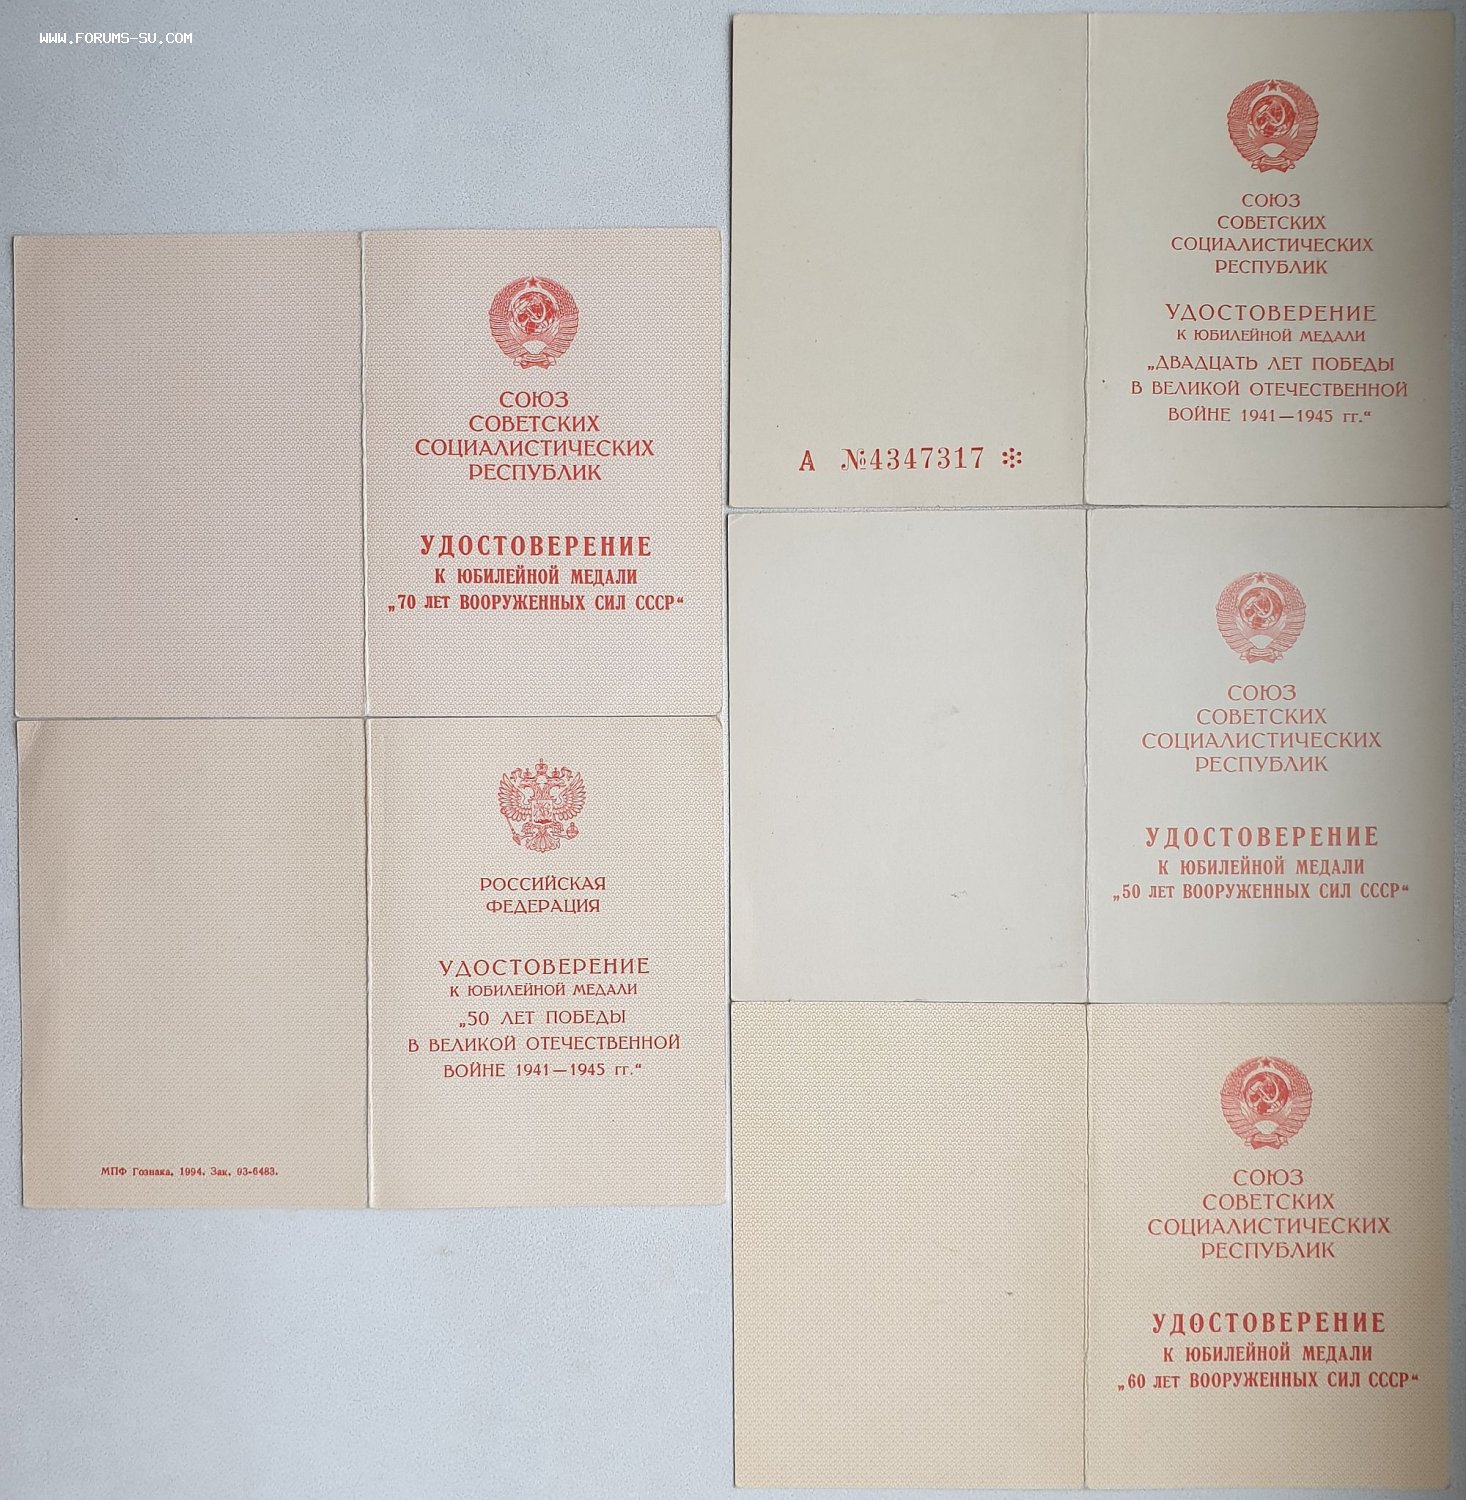 WWW.FORUMS-SU.COM
СОЮЗ
СОВЕТСКИХ
СОЦИАЛИСТИЧЕСКИХ
РЕСПУБЛИК
УДОСТОВЕРЕНИЕ
К ЮБИЛЕЙНОЙ МЕДАЛИ
„70 ЛЕТ ВООРУЖЕННЫХ СИЛ СССР“
РОССИЙСКАЯ
ФЕДЕРАЦИЯ
УДОСТОВЕРЕНИЕ
К ЮБИЛЕЙНОЙ МЕДАЛИ
„50 ЛЕТ ПОБЕДЫ
В ВЕЛИКОЙ ОТЕЧЕСТВЕННОЙ
ВОЙНЕ 1941—1945 гг.“
МПФ Гознака. 1994. Зак. 93-6483.
СОЮЗ
СОВЕТСКИХ
СОЦИАЛИСТИЧЕСКИХ
РЕСПУБЛИК
УДОСТОВЕРЕНИЕ
К ЮБИЛЕЙНОЙ МЕДАЛИ
„ДВАДЦАТЬ ЛЕТ ПОБЕДЫ
В ВЕЛИКОЙ ОТЕЧЕСТВЕННОЙ
ВОЙНЕ 1941—1945 гг.“
А №4347317
СОЮЗ
СОВЕТСКИХ
СОЦИАЛИСТИЧЕСКИХ
РЕСПУБЛИК
УДОСТОВЕРЕНИЕ
К ЮБИЛЕЙНОЙ МЕДАЛИ
„50 ЛЕТ ВООРУЖЕННЫХ СИЛ СССР“
СОЮЗ
СОВЕТСКИХ
СОЦИАЛИСТИЧЕСКИХ
РЕСПУБЛИК
УДОСТОВЕРЕНИЕ
К ЮБИЛЕЙНОЙ МЕДАЛИ
„60 ЛЕТ ВООРУЖЕННЫХ СИЛ СССР“